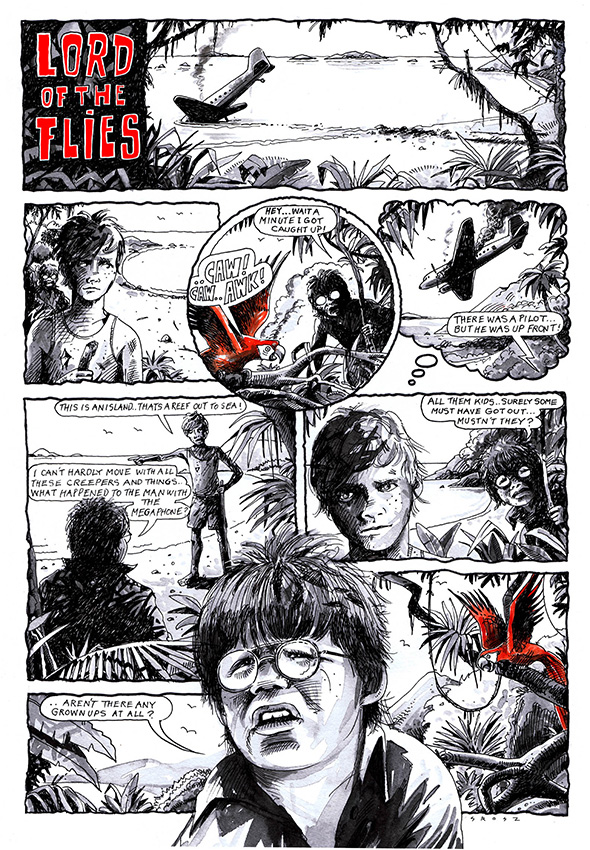 LORD
OF THE
FLiES
HEY...WAIT A
MINUTE I GOT
CAUGHT UP!
..CAW!
CAW..AWK!
THERE WAS A PILOT...
BUT HE WAS UP FRONT!
THIS IS AN ISLAND..THATS A REEF OUT TO SEA!
I CAN'T HARDLY MOVE WITH ALL
THESE CREEPERS AND THINGS..
WHAT HAPPENED TO THE MAN WITH
THE
MEGAPHONE?
ALL THEM KIDS..SURELY SOME
MUST HAVE GOT OUT...
MUSTN'T THEY?
.. AREN'T THERE ANY
GROWN UPS AT ALL?